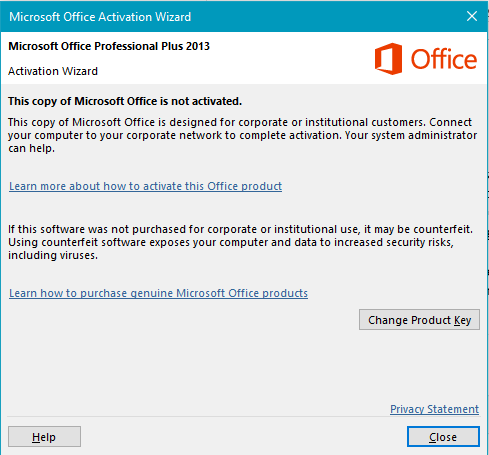 Microsoft Office Activation Wizard
Microsoft Office Professional Plus 2013
Activation Wizard
Office
This copy of Microsoft Office is not activated.
This copy of Microsoft Office is designed for corporate or institutional customers. Connect
your computer to your corporate network to complete activation. Your system administrator
can help.
Learn more about how to activate this Office product
If this software was not purchased for corporate or institutional use, it may be counterfeit.
Using counterfeit software exposes your computer and data to increased security risks,
including viruses.
Learn how to purchase genuine Microsoft Office products
Change Product Key
Privacy Statement
Help
Close